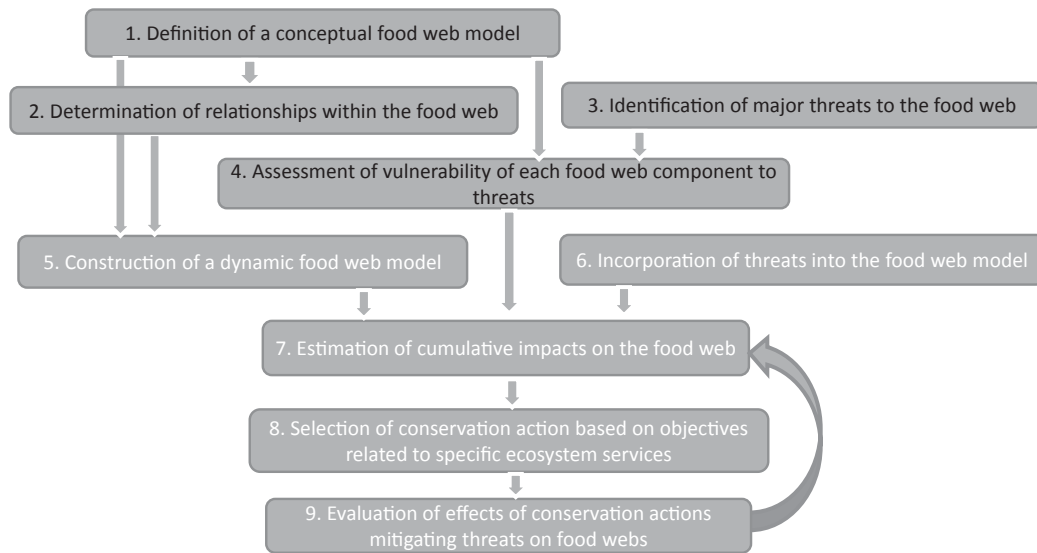 1. Definition of a conceptual food web model
2. Determination of relationships within the food web
3. Identification of major threats to the food web
4. Assessment of vulnerability of each food web component to
threats
5. Construction of a dynamic food web model
6. Incorporation of threats into the food web model
7. Estimation of cumulative impacts on the food web
8. Selection of conservation action based on objectives
related to specific ecosystem services
9. Evaluation of effects of conservation actions
mitigating threats on food webs